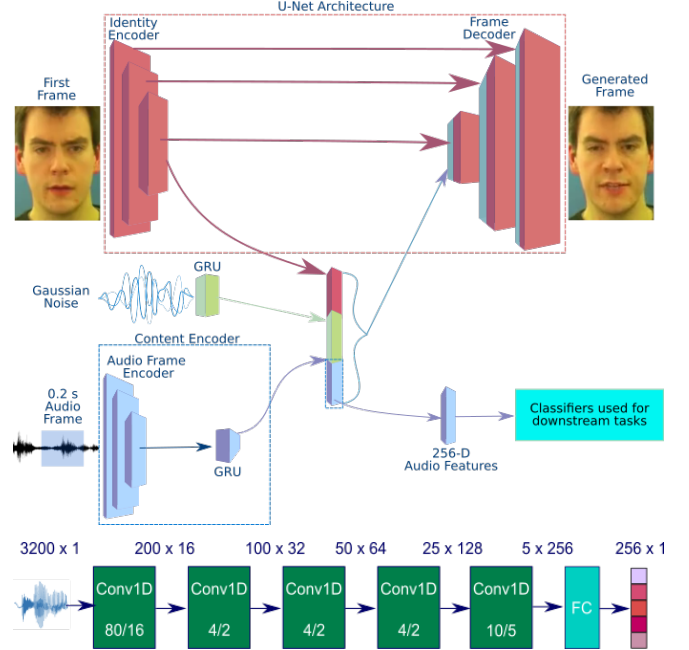 U-Net Architecture
Identity
Encoder
Frame
Decoder
First
Frame
Generated
Frame
GRU
Gaussian
Noise
Content Encoder
Audio Frame
Encoder
0.2 s
Audio
Frame
GRU
256-D
Audio Features
Classifiers used for
downstream tasks
3200 x 1
200 x 16
100 x 32
50 x 64
25 x 128
5 x 256
256 x 1
Conv1D
80/16
Conv1D
4/2
Conv1D
4/2
Conv1D
4/2
Conv1D
10/5
FC